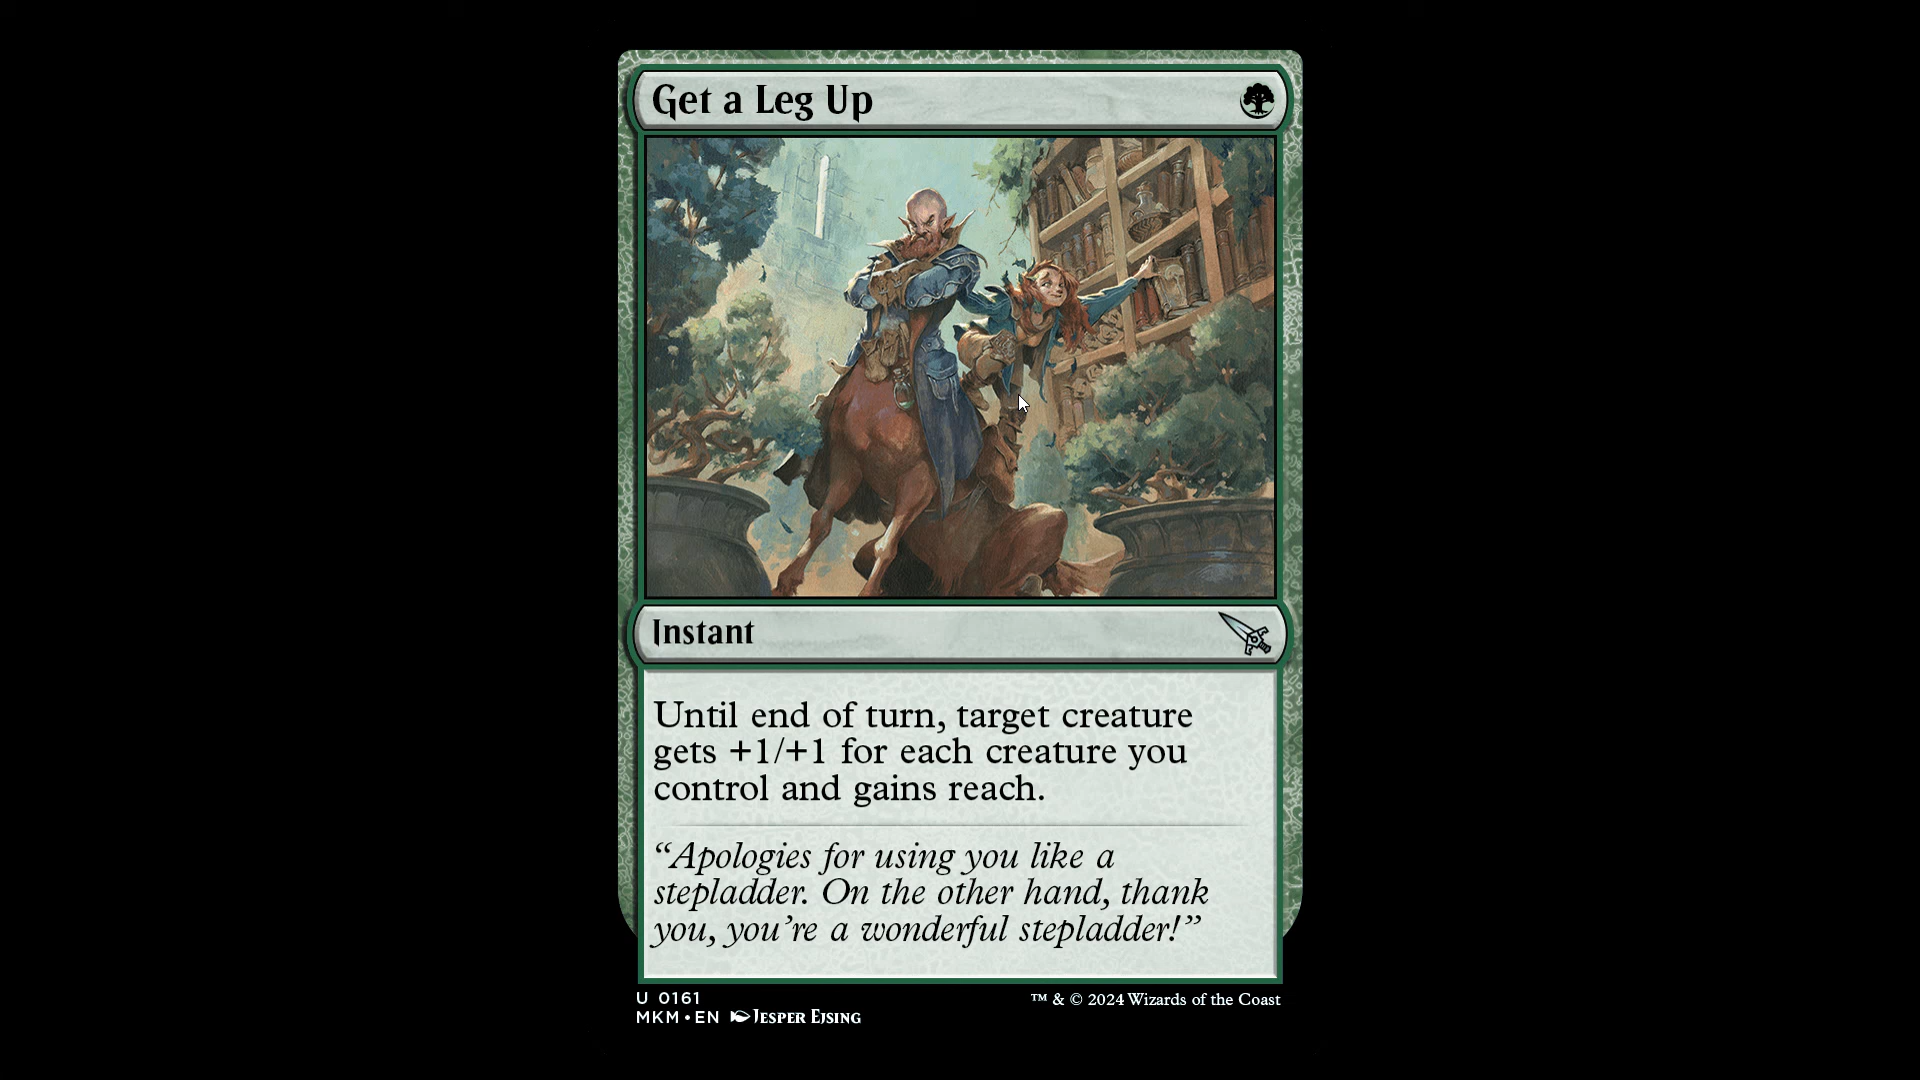 Get a Leg Up
Instant
Until end of turn, target creature
gets +1/+1 for each creature you
control and gains reach.
“Apologies for using you like a
stepladder. On the other hand, thank
you, you’re a wonderful stepladder!”
U 0161
™ & © 2024 Wizards of the Coast
MKM • EN Jesper Ejsing